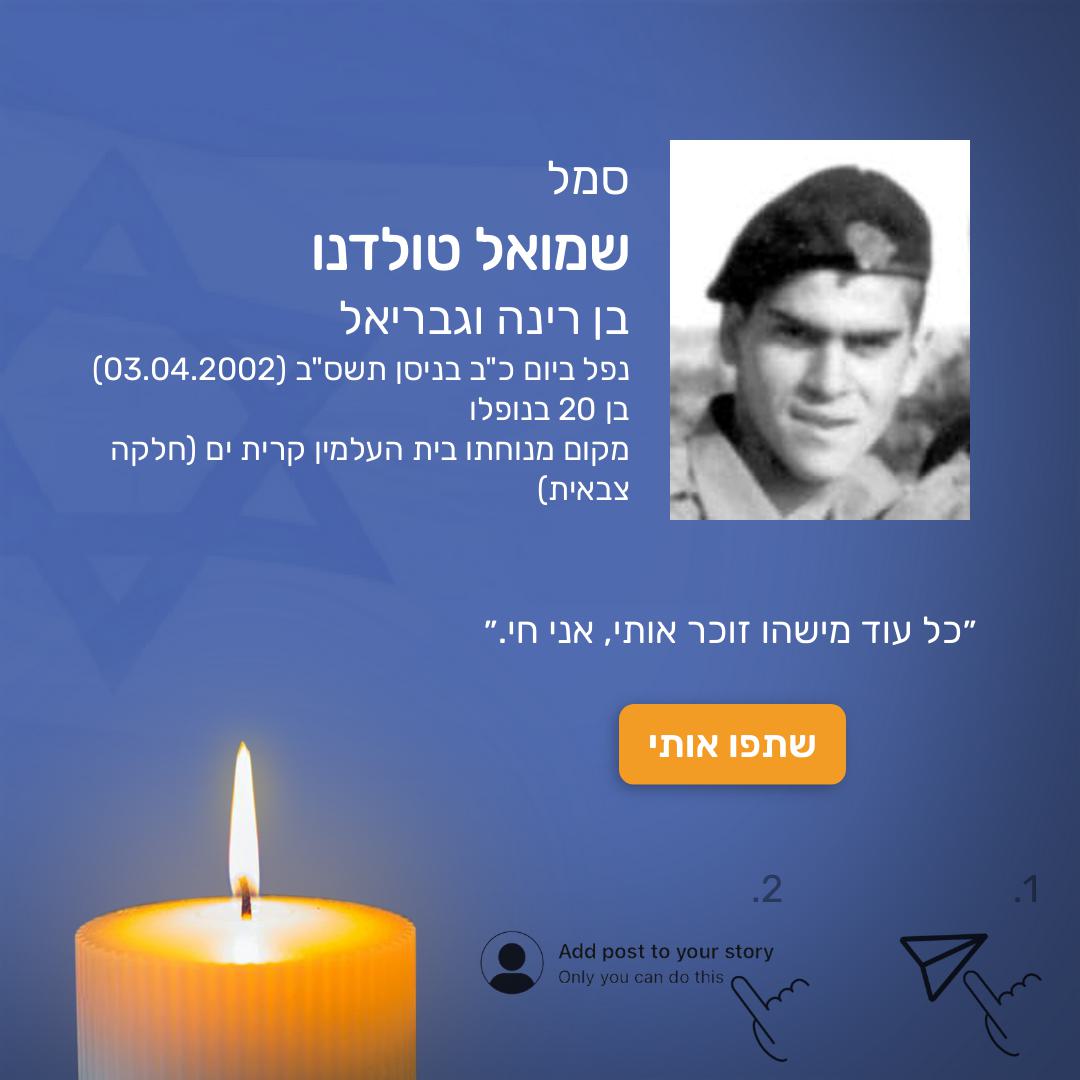 סמל
שמואל טולדנו
בן רינה וגבריאל
נפל ביום כ"ב בניסן תשס"ב (03.04.2002)
בן 20 בנופלו
מקום מנוחתו בית העלמין קרית ים (חלקה
צבאית)
"כל עוד מישהו זוכר אותי, אני חי."
שתפו אותי
1.
2.
Add post to your story
Only you can do this